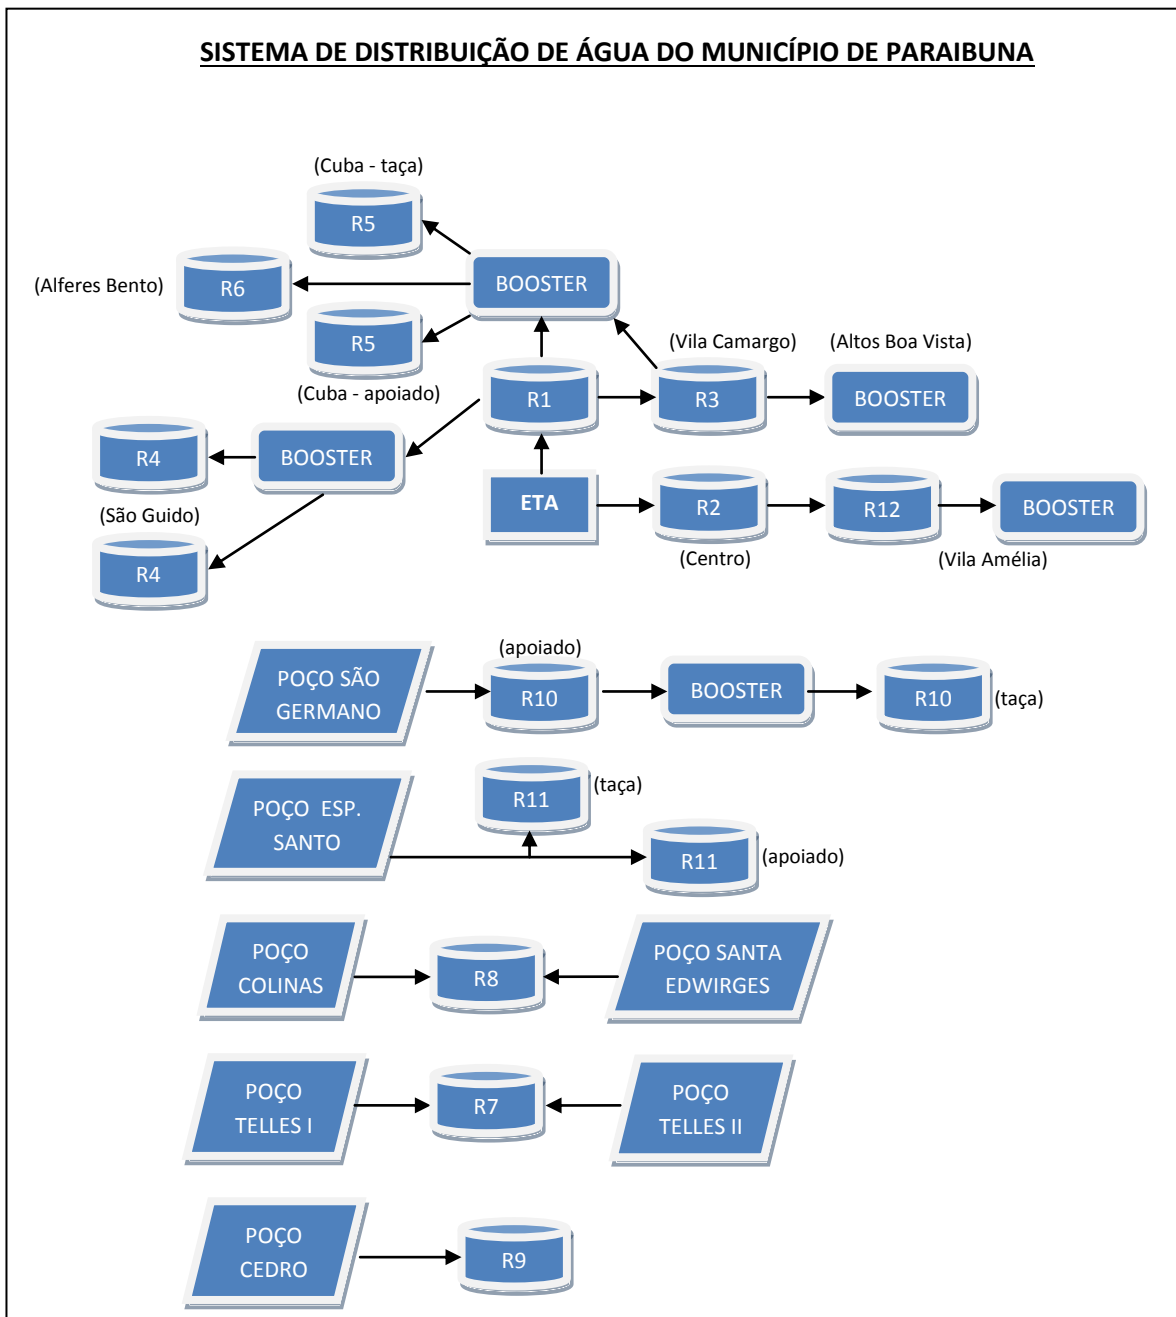 SISTEMA DE DISTRIBUIÇÃO DE ÁGUA DO MUNICÍPIO DE PARAIBUNA
(Cuba - taça)
R5
(Alferes Bento)
R6
BOOSTER
R5
(Cuba - apoiado)
(Vila Camargo)
(Altos Boa Vista)
R1
R3
BOOSTER
R4
BOOSTER
(São Guido)
R4
ETA
R2
R12
BOOSTER
(Centro)
(Vila Amélia)
POÇO SÃO
GERMANO
(apoiado)
R10
BOOSTER
R10
(taça)
POÇO ESP.
SANTO
R11
(taça)
R11
(apoiado)
POÇO
COLINAS
R8
POÇO SANTA
EDWIRGES
POÇO
TELLES I
R7
POÇO
TELLES II
POÇO
CEDRO
R9